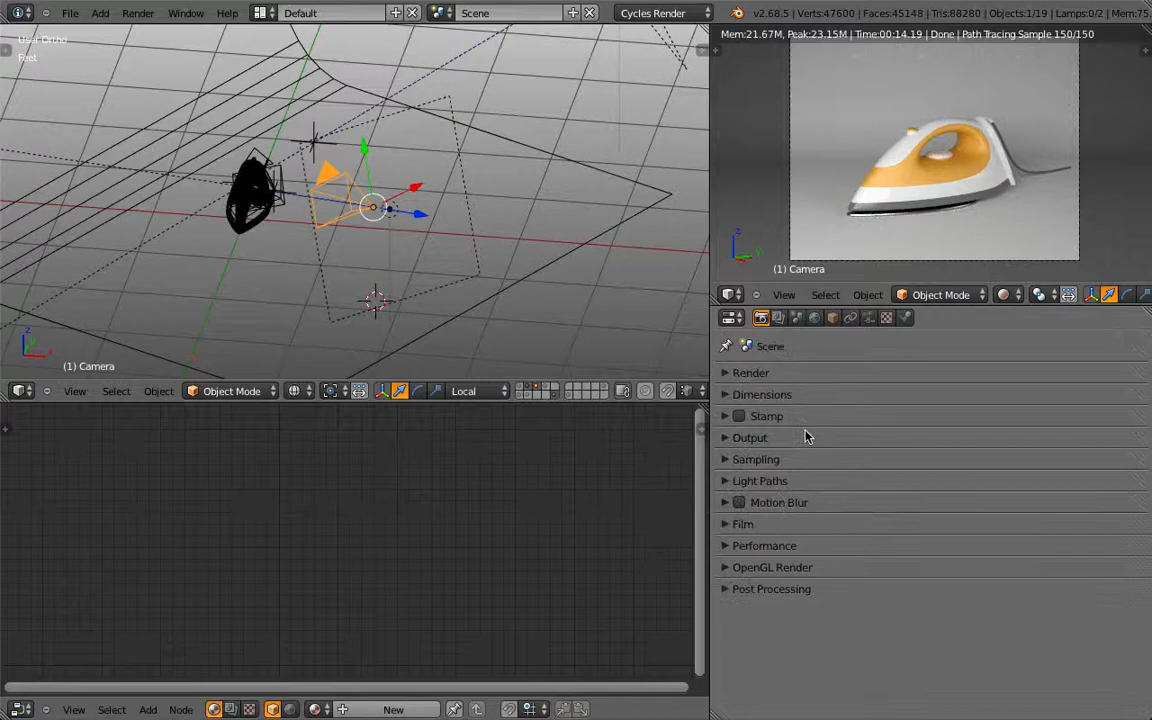 File Add Render Window Help Default Scene Cycles Render v2.68.5 | Verts:47600 | Faces:45148 | Tris:88280 | Objects:1/19 | Lamps:0/2 | Mem:75.
User Ortho
Feet
z
y
x
(1) Camera
View Select Object Object Mode Local
View Select Add Node New
Mem:21.67M, Peak:23.15M | Time:00:14.19 | Done | Path Tracing Sample 150/150
z
y
(1) Camera
View Select Object Object Mode
Scene
Render
Dimensions
Stamp
Output
Sampling
Light Paths
Motion Blur
Film
Performance
OpenGL Render
Post Processing